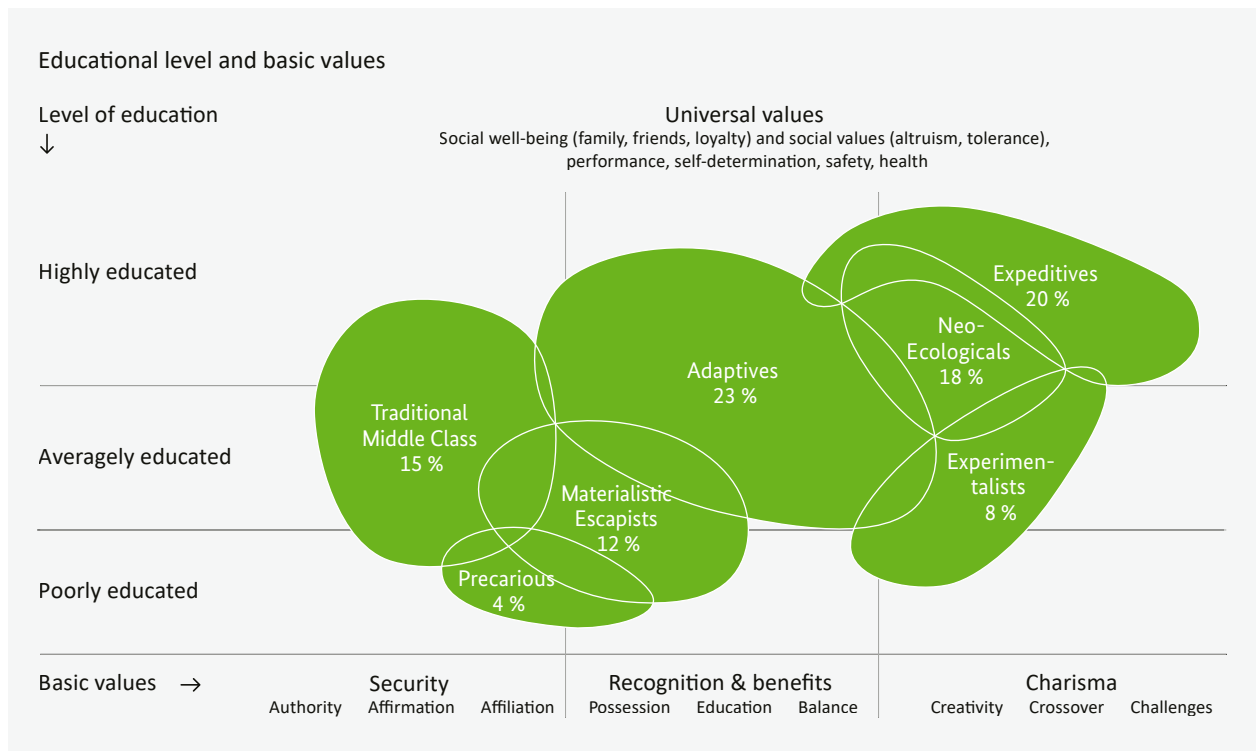 Educational level and basic values
Level of education
↓
Universal values
Social well-being (family, friends, loyalty) and social values (altruism, tolerance),
performance, self-determination, safety, health
Highly educated
Expeditives
20 %
Neo-
Ecologicals
18 %
Adaptives
23 %
Traditional
Middle Class
15 %
Averagely educated
Experimen-
talists
8 %
Materialistic
Escapists
12 %
Poorly educated
Precarious
4 %
Basic values →
Security
Authority Affirmation Affiliation
Recognition & benefits
Possession Education Balance
Charisma
Creativity Crossover Challenges